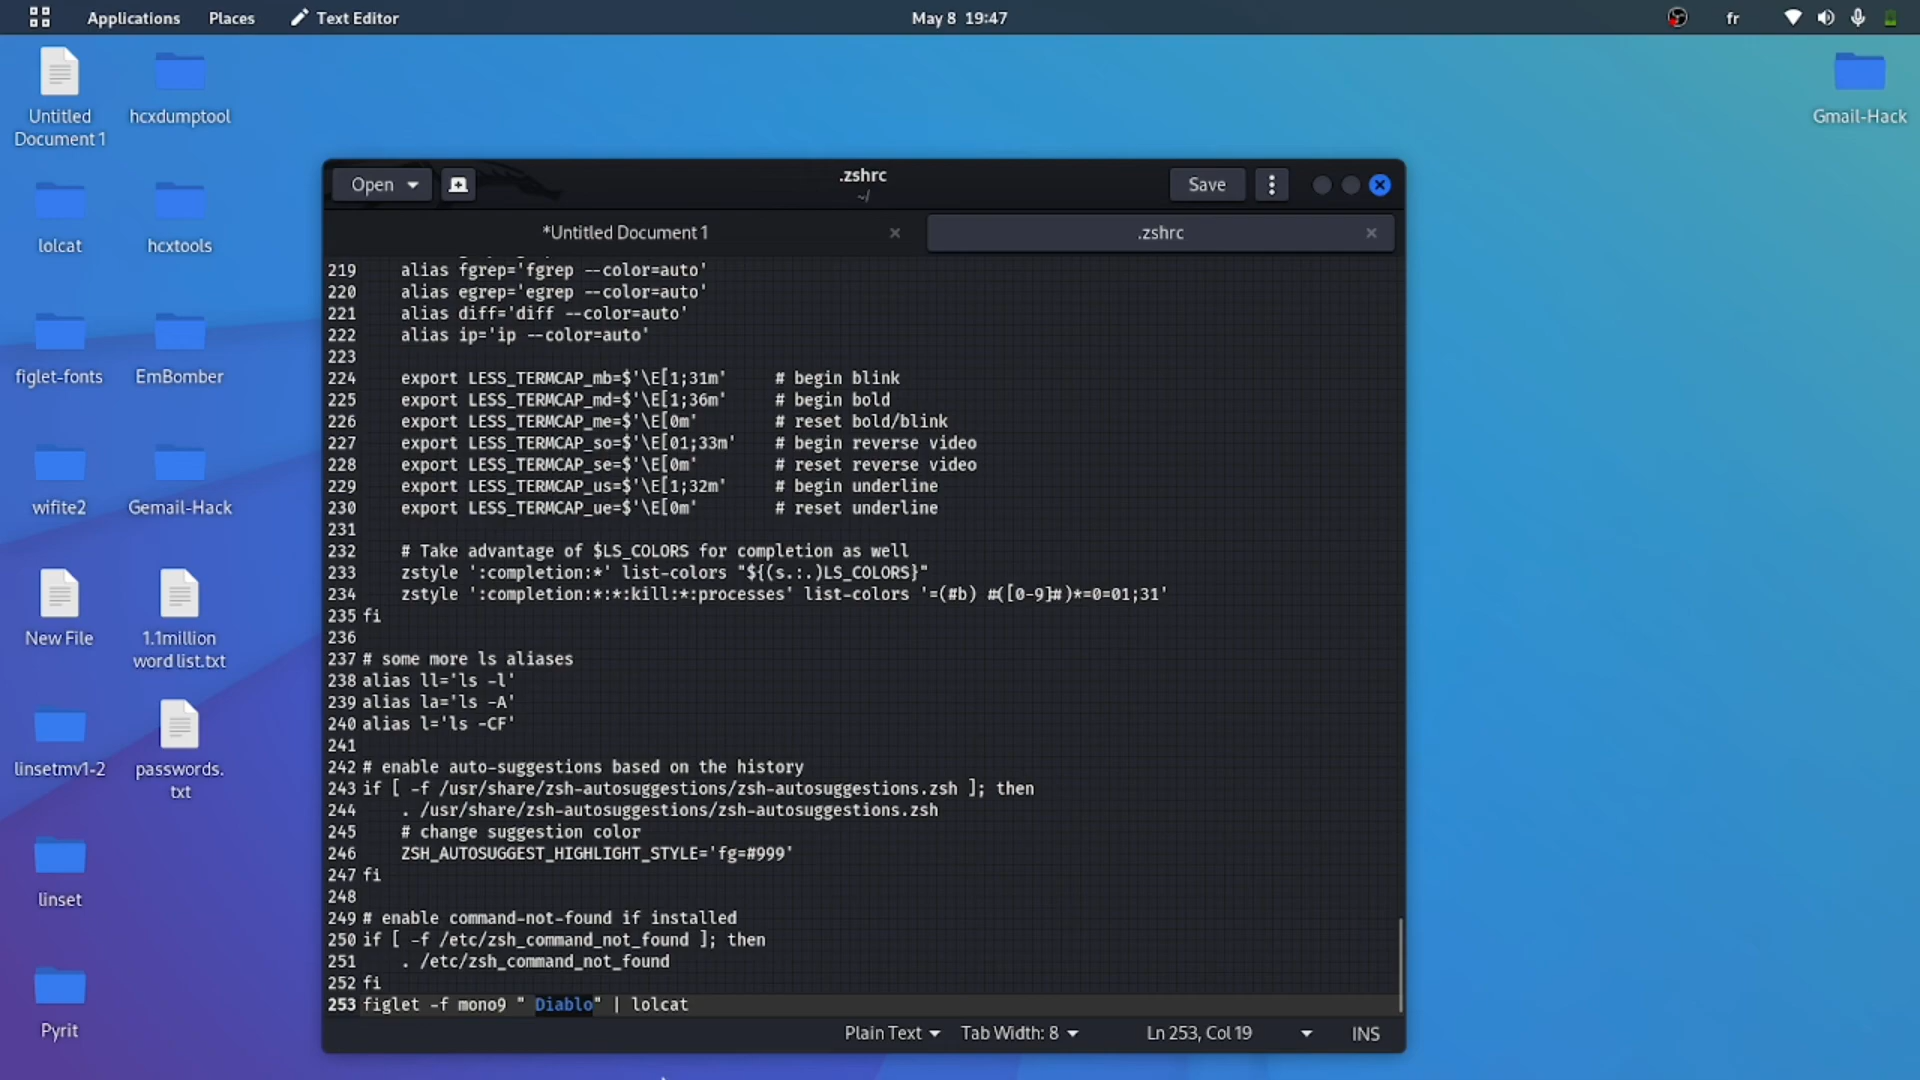 Applications Places Text Editor May 8 19:47 fr
Untitled
Document 1
hcxdumptool
Gmail-Hack
lolcat
hcxtools
figlet-fonts
EmBomber
wifite2
Gemail-Hack
New File
1.1million
word list.txt
linsetmv1-2
passwords.
txt
linset
Pyrit
Open
.zshrc
~/
Save
*Untitled Document 1
.zshrc
219 alias fgrep='fgrep --color=auto'
220 alias egrep='egrep --color=auto'
221 alias diff='diff --color=auto'
222 alias ip='ip --color=auto'
223
224 export LESS_TERMCAP_mb=$'\E[1;31m' # begin blink
225 export LESS_TERMCAP_md=$'\E[1;36m' # begin bold
226 export LESS_TERMCAP_me=$'\E[0m' # reset bold/blink
227 export LESS_TERMCAP_so=$'\E[01;33m' # begin reverse video
228 export LESS_TERMCAP_se=$'\E[0m' # reset reverse video
229 export LESS_TERMCAP_us=$'\E[1;32m' # begin underline
230 export LESS_TERMCAP_ue=$'\E[0m' # reset underline
231
232 # Take advantage of $LS_COLORS for completion as well
233 zstyle ':completion:*' list-colors "${(s.:.)LS_COLORS}"
234 zstyle ':completion:*:*:kill:*:processes' list-colors '=(#b) #([0-9]#)*=0=01;31'
235 fi
236
237 # some more ls aliases
238 alias ll='ls -l'
239 alias la='ls -A'
240 alias l='ls -CF'
241
242 # enable auto-suggestions based on the history
243 if [ -f /usr/share/zsh-autosuggestions/zsh-autosuggestions.zsh ]; then
244 . /usr/share/zsh-autosuggestions/zsh-autosuggestions.zsh
245 # change suggestion color
246 ZSH_AUTOSUGGEST_HIGHLIGHT_STYLE='fg=#999'
247 fi
248
249 # enable command-not-found if installed
250 if [ -f /etc/zsh_command_not_found ]; then
251 . /etc/zsh_command_not_found
252 fi
253 figlet -f mono9 " Diablo" | lolcat
Plain Text Tab Width: 8 Ln 253, Col 19 INS